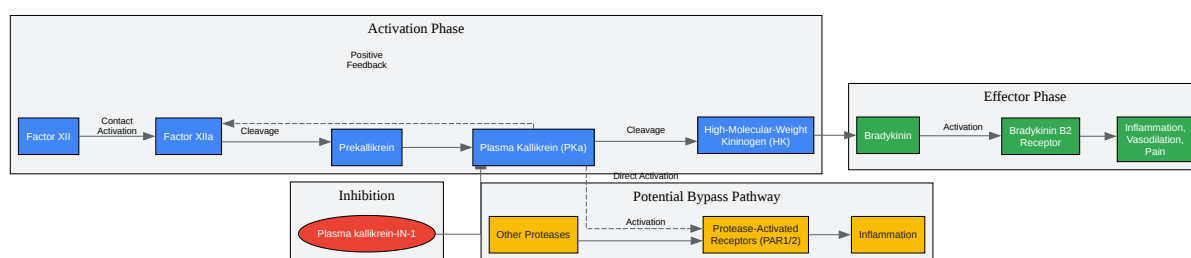 Activation Phase
Positive
Feedback
Factor XII
Contact
Activation
Factor XIIa
Cleavage
Prekallikrein
Plasma Kallikrein (PKa)
Cleavage
High-Molecular-Weight
Kininogen (HK)
Effector Phase
Bradykinin
Activation
Bradykinin B2
Receptor
Inflammation,
Vasodilation,
Pain
Inhibition
Plasma kallikrein-IN-1
Direct Activation
Potential Bypass Pathway
Other Proteases
Activation
Protease-Activated
Receptors (PAR1/2)
Inflammation